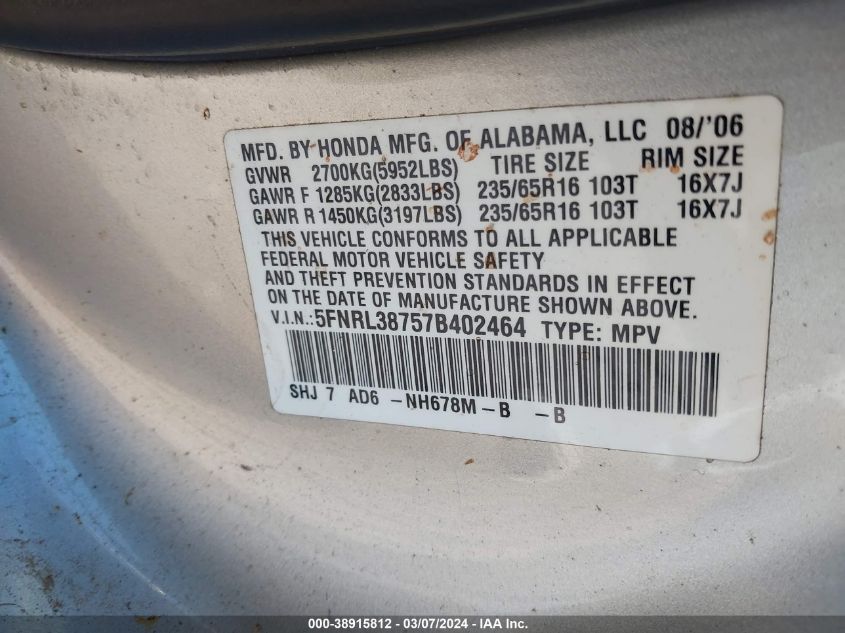 MFD. BY HONDA MFG. OF ALABAMA, LLC 08/'06
GVWR 2700KG(5952LBS) TIRE SIZE RIM SIZE
GAWR F 1285KG(2833LBS) 235/65R16 103T 16X7J
GAWR R 1450KG(3197LBS) 235/65R16 103T 16X7J
THIS VEHICLE CONFORMS TO ALL APPLICABLE
FEDERAL MOTOR VEHICLE SAFETY
AND THEFT PREVENTION STANDARDS IN EFFECT
ON THE DATE OF MANUFACTURE SHOWN ABOVE.
V.I.N.:5FNRL38757B402464 TYPE: MPV
SHJ 7 AD6 -NH678M-B -B
000-38915812 - 03/07/2024 - IAA Inc.